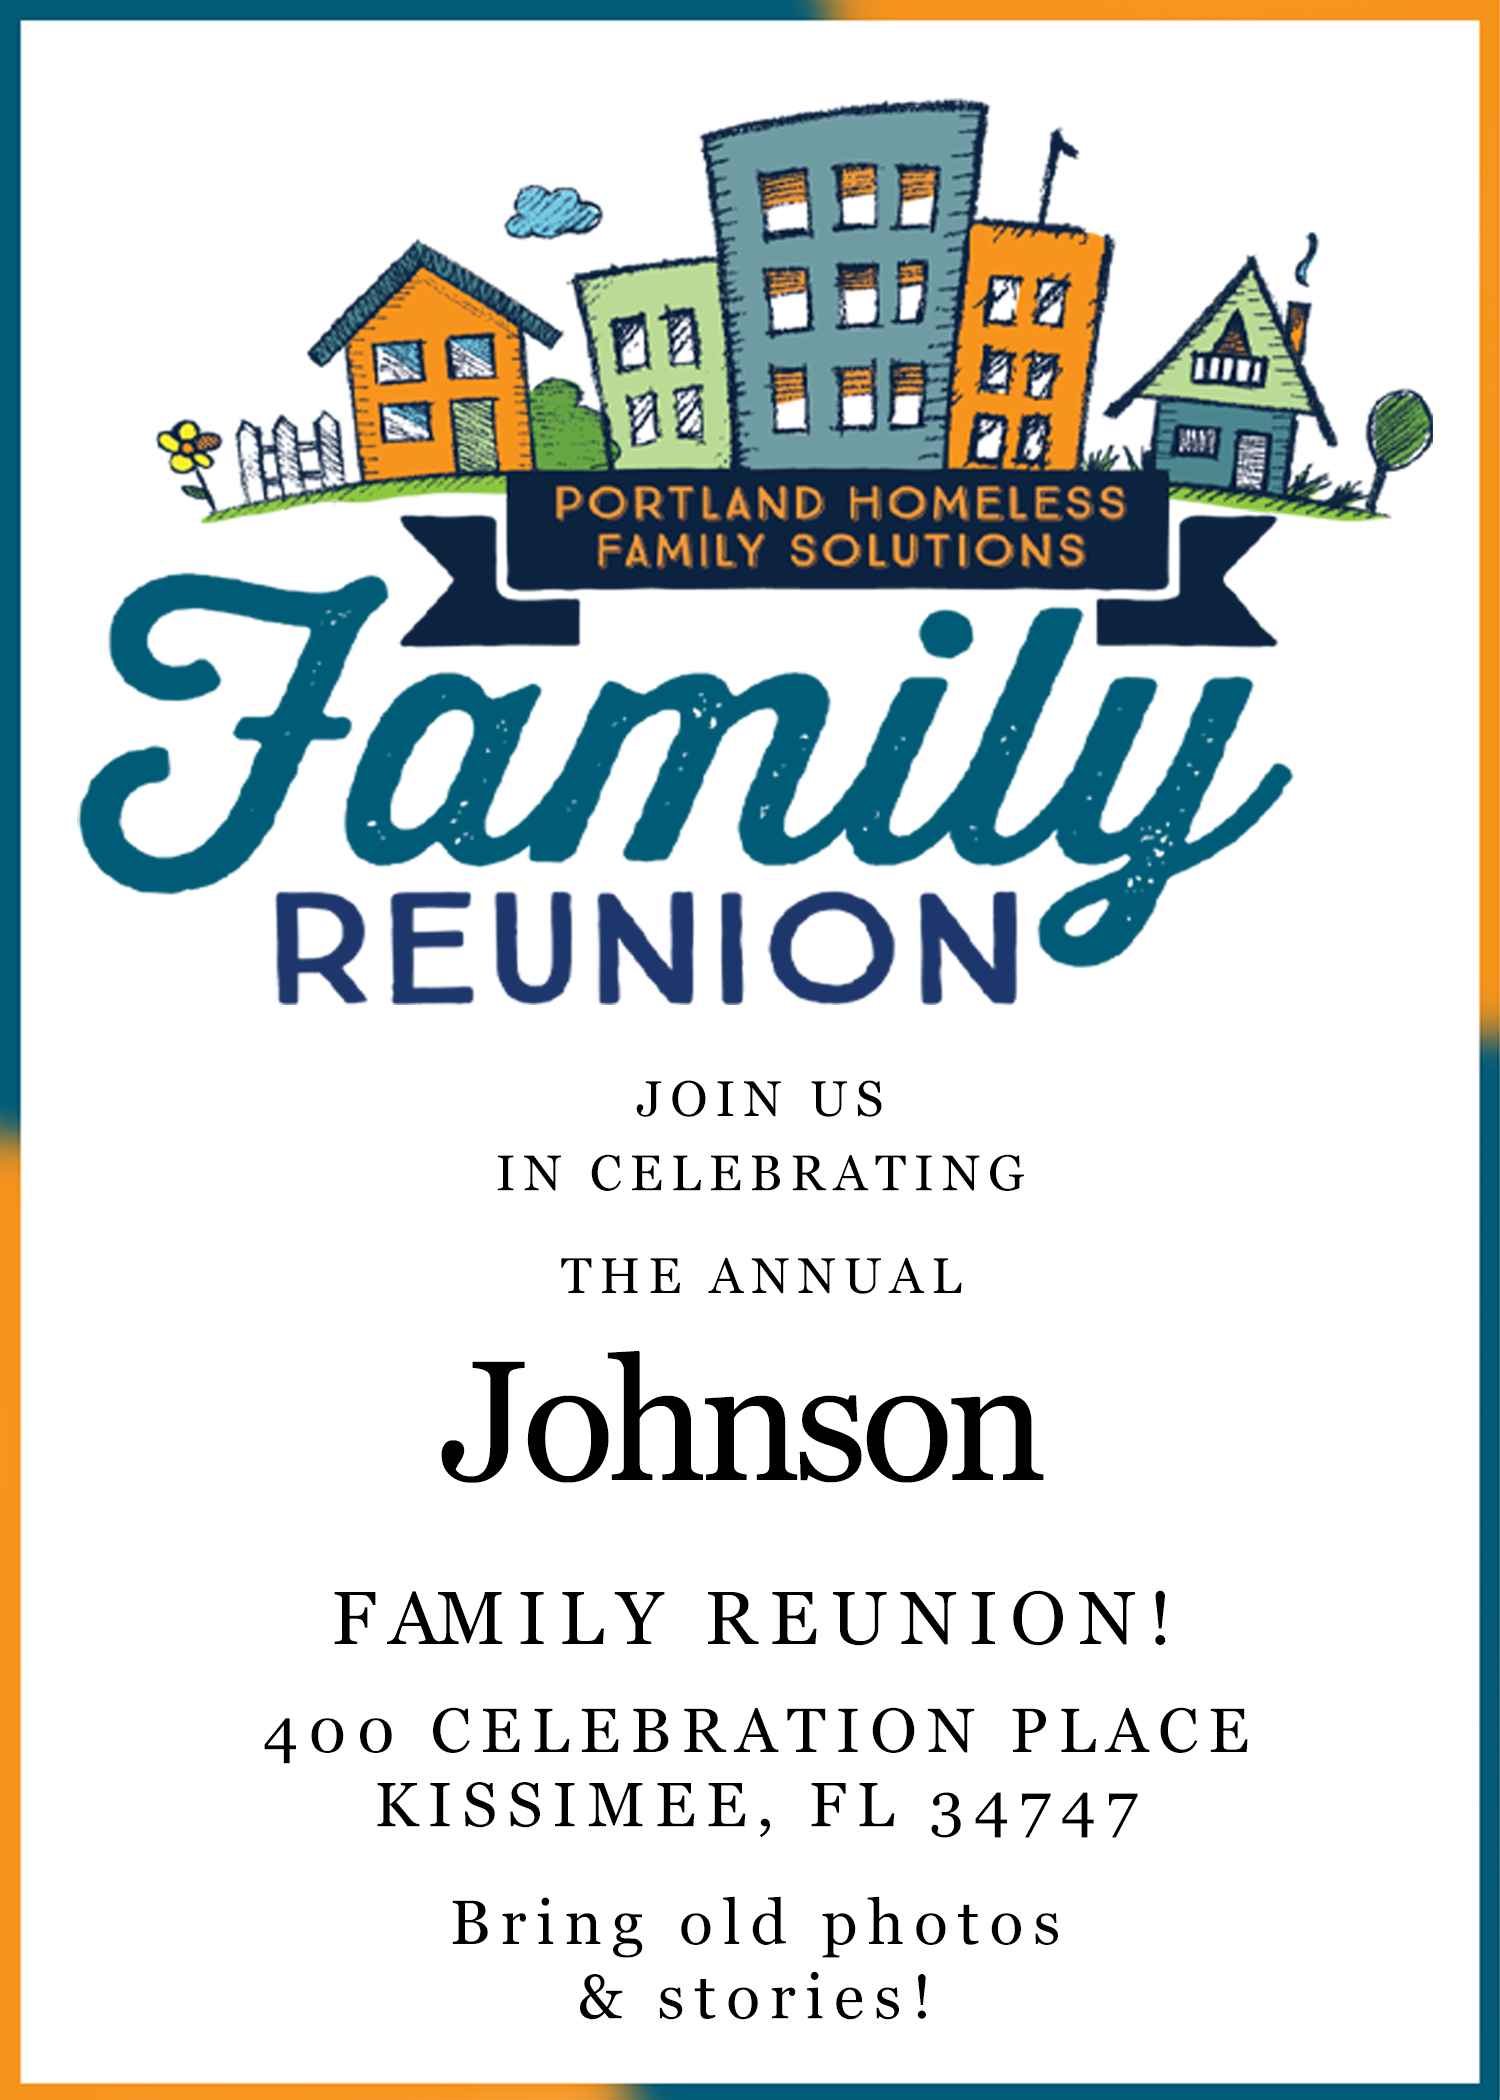 PORTLAND HOMELESS
FAMILY SOLUTIONS
Family
REUNION
JOIN US
IN CELEBRATING
THE ANNUAL
Johnson
FAMILY REUNION!
400 CELEBRATION PLACE
KISSIMEE, FL 34747
Bring old photos
& stories!